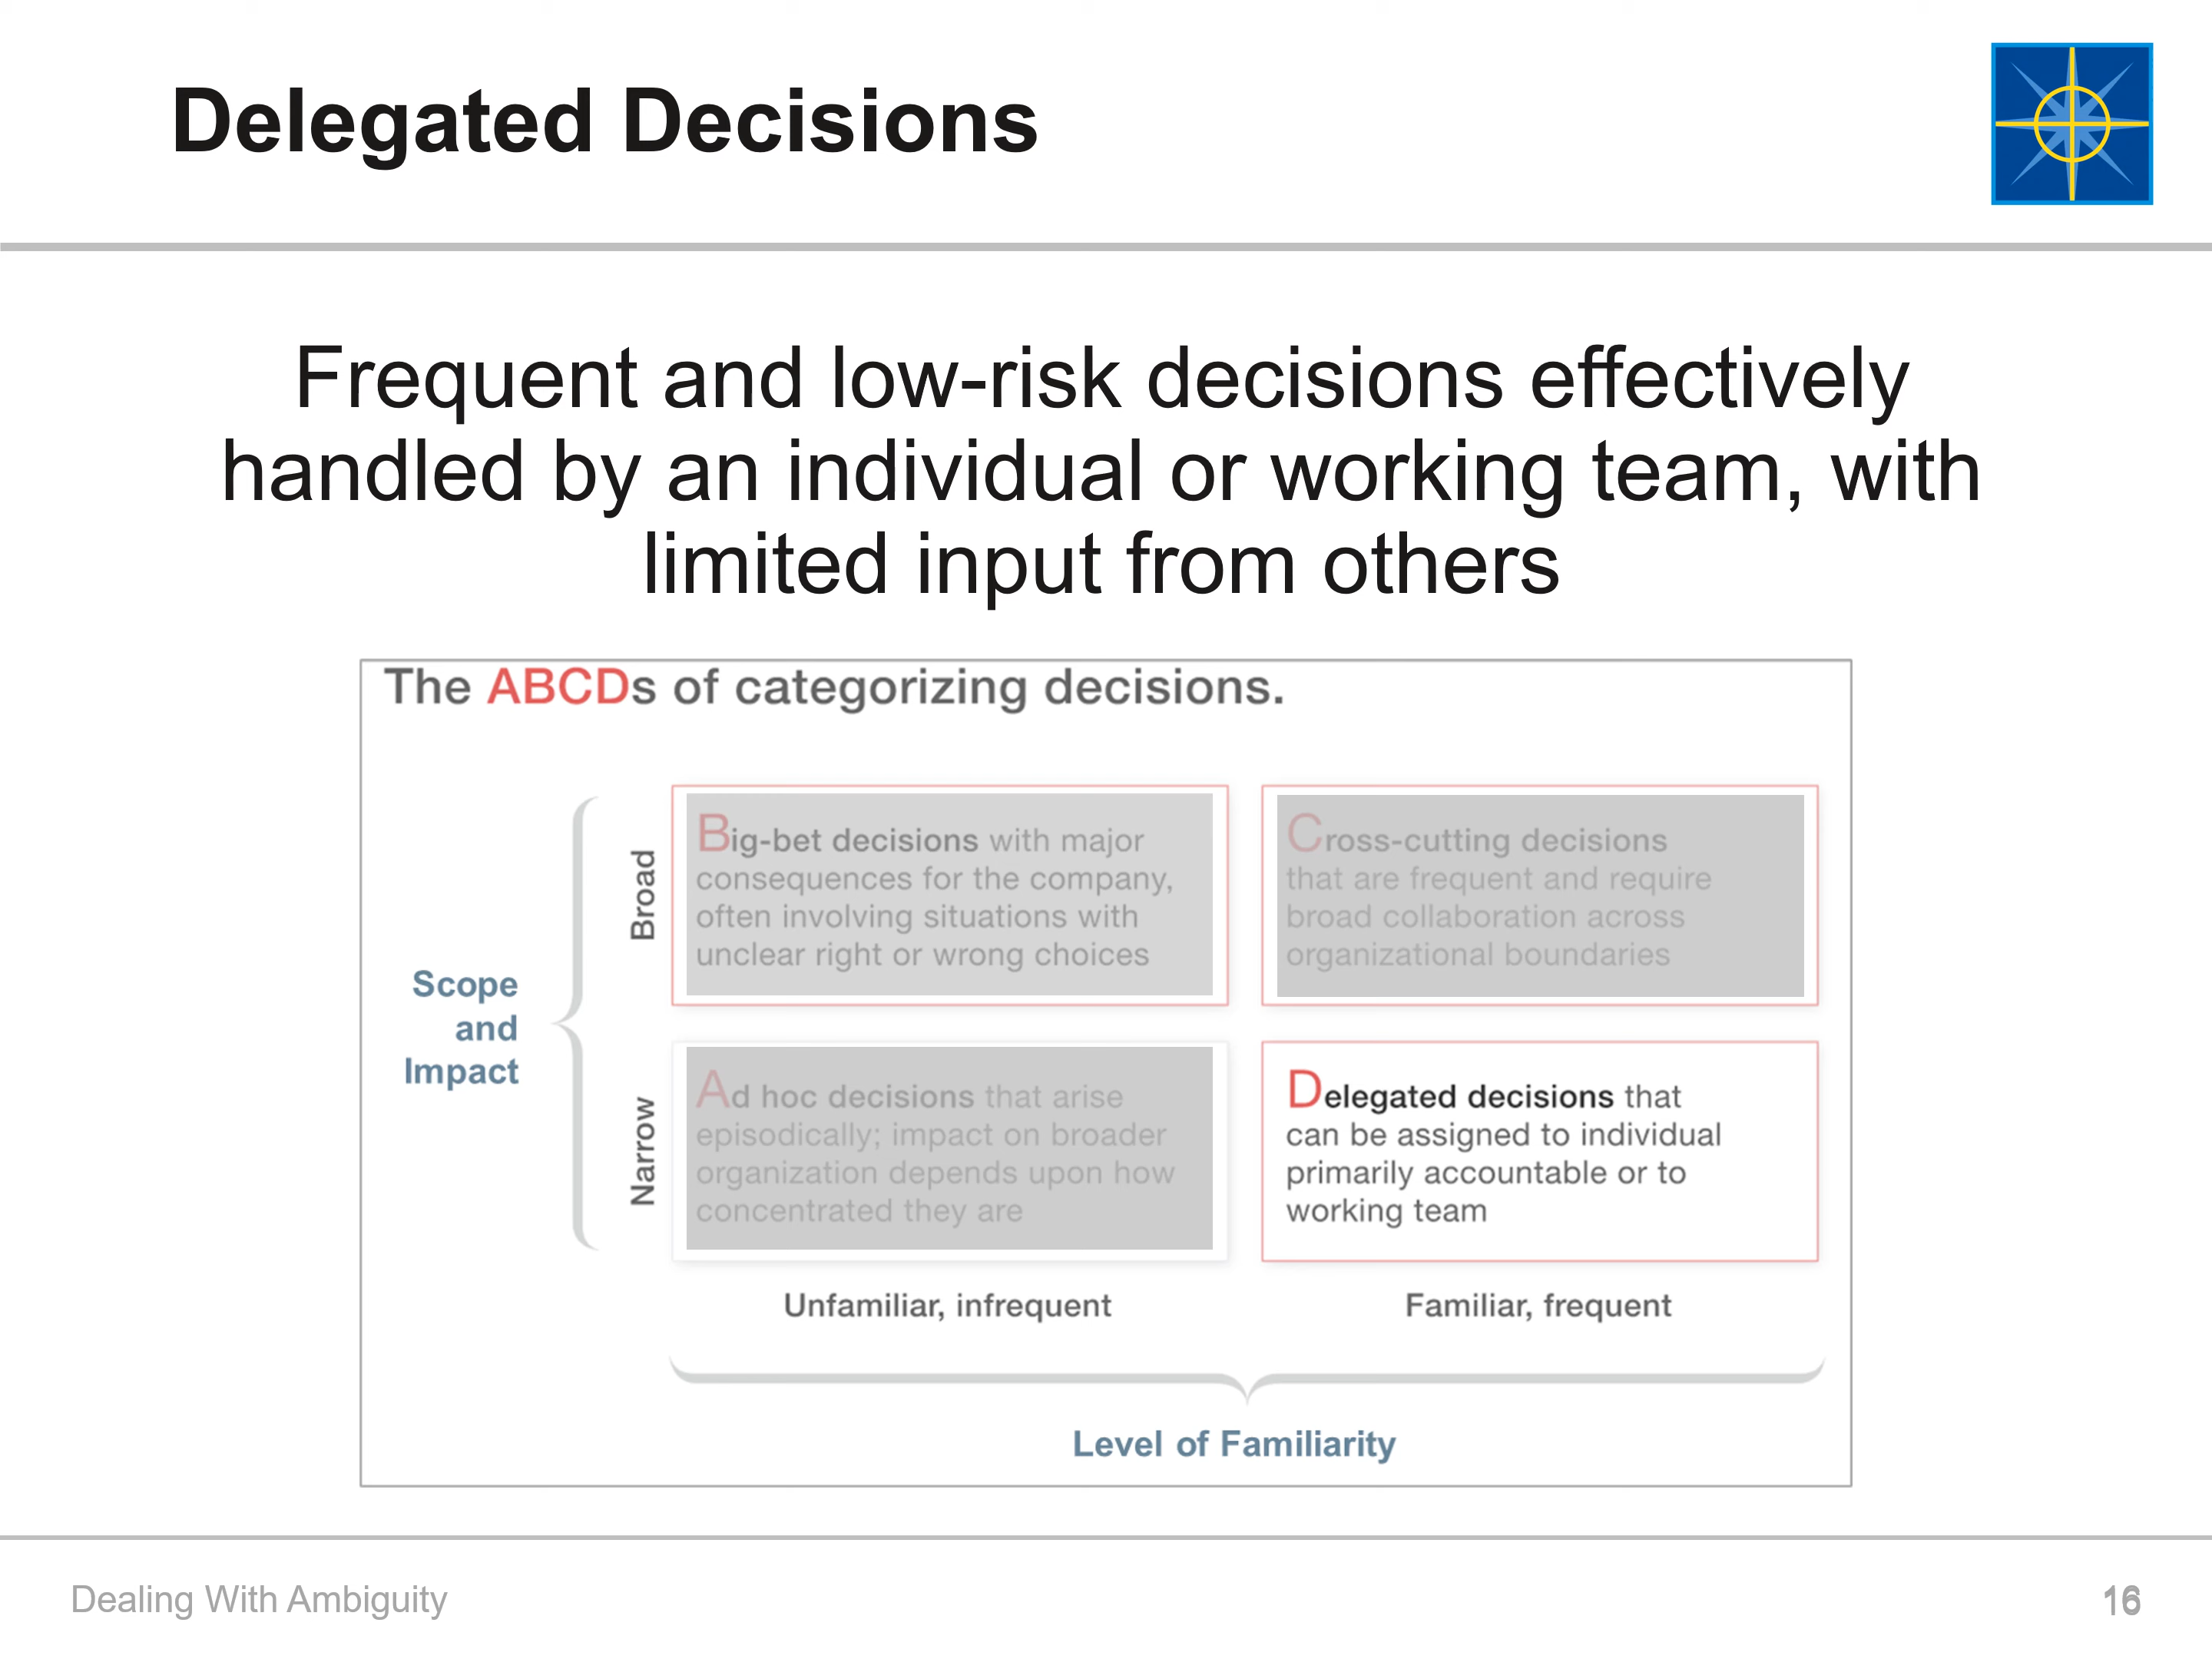 Delegated Decisions
Frequent and low-risk decisions effectively
handled by an individual or working team, with
limited input from others
The ABCDs of categorizing decisions.
Scope
and
Impact
Broad
Big-bet decisions with major
consequences for the company,
often involving situations with
unclear right or wrong choices
Cross-cutting decisions
that are frequent and require
broad collaboration across
organizational boundaries
Narrow
Ad hoc decisions that arise
episodically; impact on broader
organization depends upon how
concentrated they are
Delegated decisions that
can be assigned to individual
primarily accountable or to
working team
Unfamiliar, infrequent
Familiar, frequent
Level of Familiarity
Dealing With Ambiguity
16